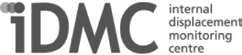 iDMC
internal
displacement
monitoring
centre